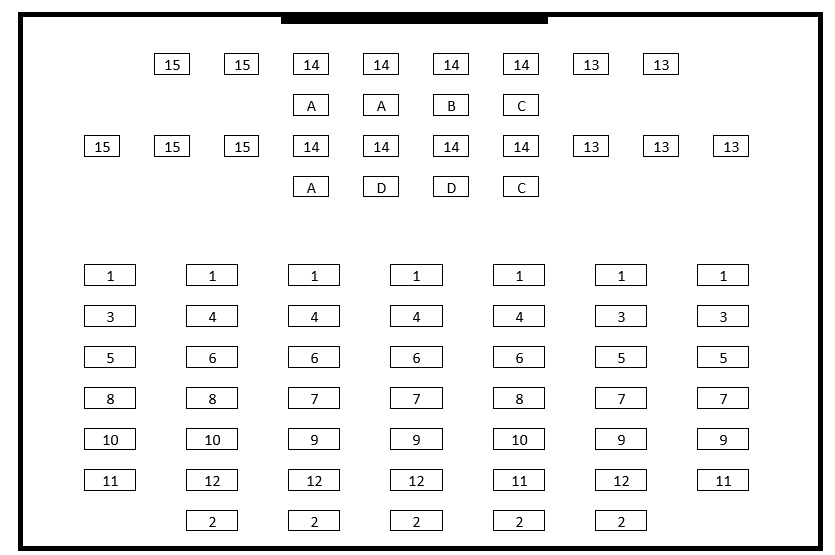 15 15 14 14 14 14 13 13
A A B C
15 15 15 14 14 14 14 13 13 13
A D D C
1 1 1 1 1 1 1
3 4 4 4 4 3 3
5 6 6 6 6 5 5
8 8 7 7 8 7 7
10 10 9 9 10 9 9
11 12 12 12 11 12 11
2 2 2 2 2